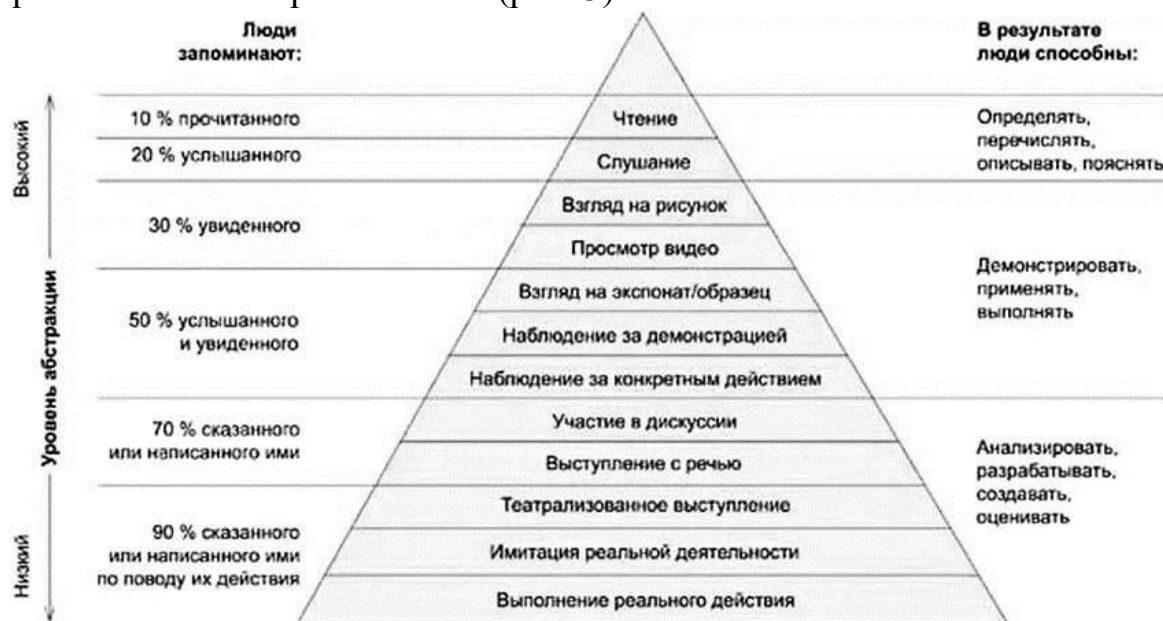 Люди
запоминают:
В результате
люди способны:
Высокий
Уровень абстракции
Низкий
10 % прочитанного
20 % услышанного
30 % увиденного
50 % услышанного
и увиденного
70 % сказанного
или написанного ими
90 % сказанного
или написанного ими
по поводу их действия
Чтение
Слушание
Взгляд на рисунок
Просмотр видео
Взгляд на экспонат/образец
Наблюдение за демонстрацией
Наблюдение за конкретным действием
Участие в дискуссии
Выступление с речью
Театрализованное выступление
Имитация реальной деятельности
Выполнение реального действия
Определять,
перечислять,
описывать, пояснять
Демонстрировать,
применять,
выполнять
Анализировать,
разрабатывать,
создавать,
оценивать